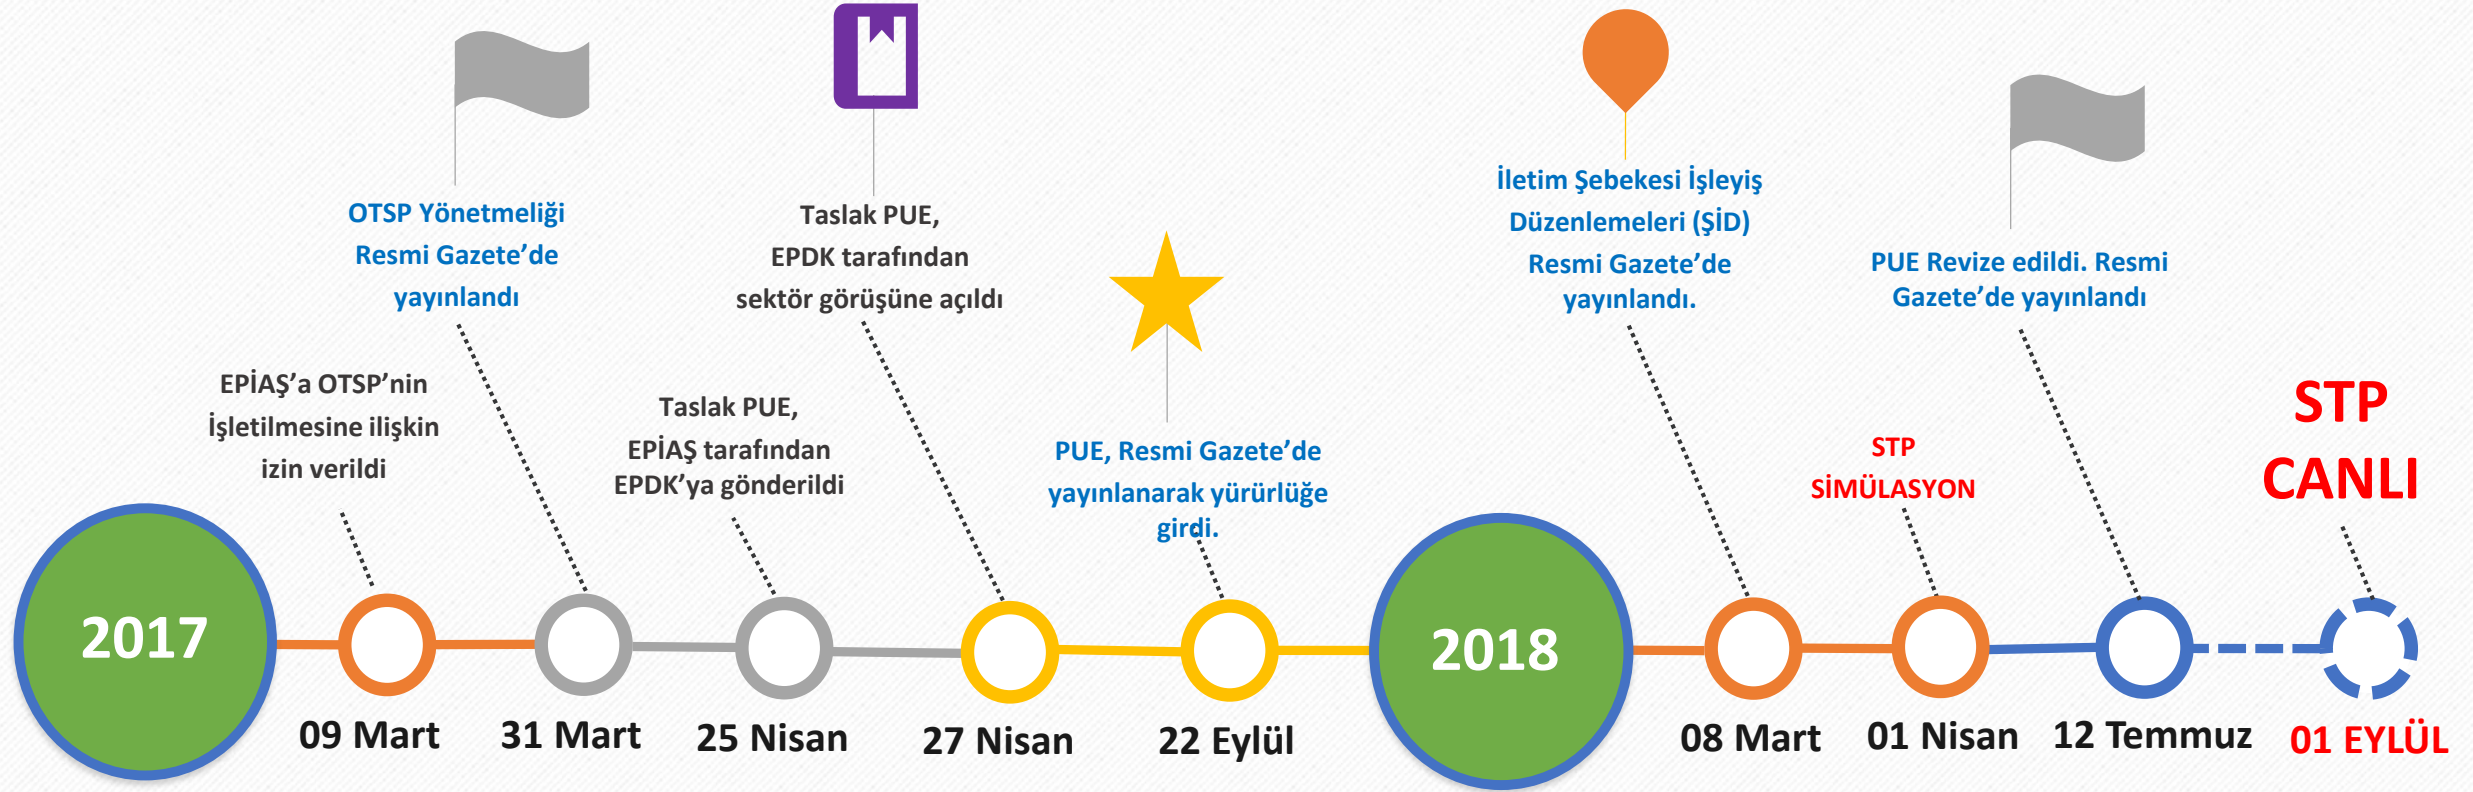 OTSP Yönetmeliği
Resmi Gazete’de
yayınlandı
Taslak PUE,
EPDK tarafından
sektör görüşüne açıldı
İletim Şebekesi İşleyiş
Düzenlemeleri (ŞİD)
Resmi Gazete’de
yayınlandı.
PUE Revize edildi. Resmi
Gazete’de yayınlandı
EPİAŞ’a OTSP’nin
İşletilmesine ilişkin
izin verildi
Taslak PUE,
EPİAŞ tarafından
EPDK’ya gönderildi
PUE, Resmi Gazete’de
yayınlanarak yürürlüğe
girdi.
STP
SİMÜLASYON
STP
CANLI
2017
2018
09 Mart
31 Mart
25 Nisan
27 Nisan
22 Eylül
08 Mart
01 Nisan
12 Temmuz
01 EYLÜL